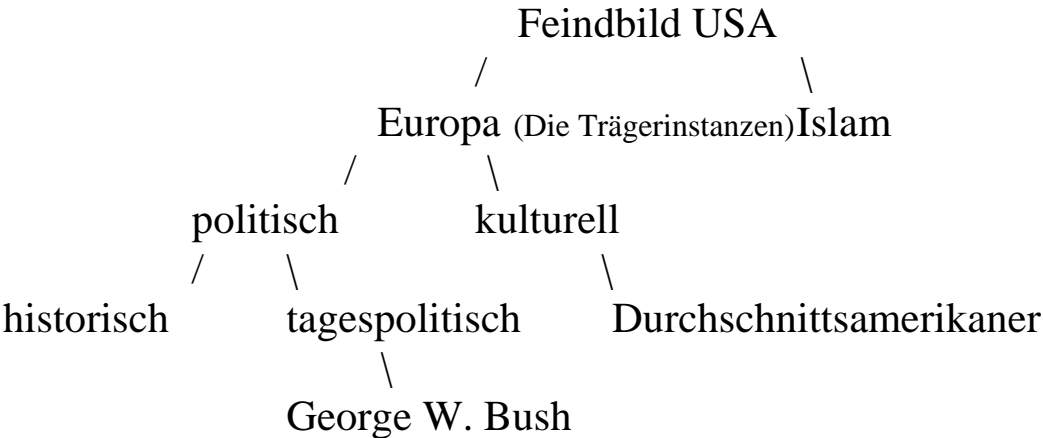 Feindbild USA
/ \
Europa (Die Trägerinstanzen)Islam
/ \
politisch kulturell
/ \ \
historisch tagespolitisch Durchschnittsamerikaner
\
George W. Bush